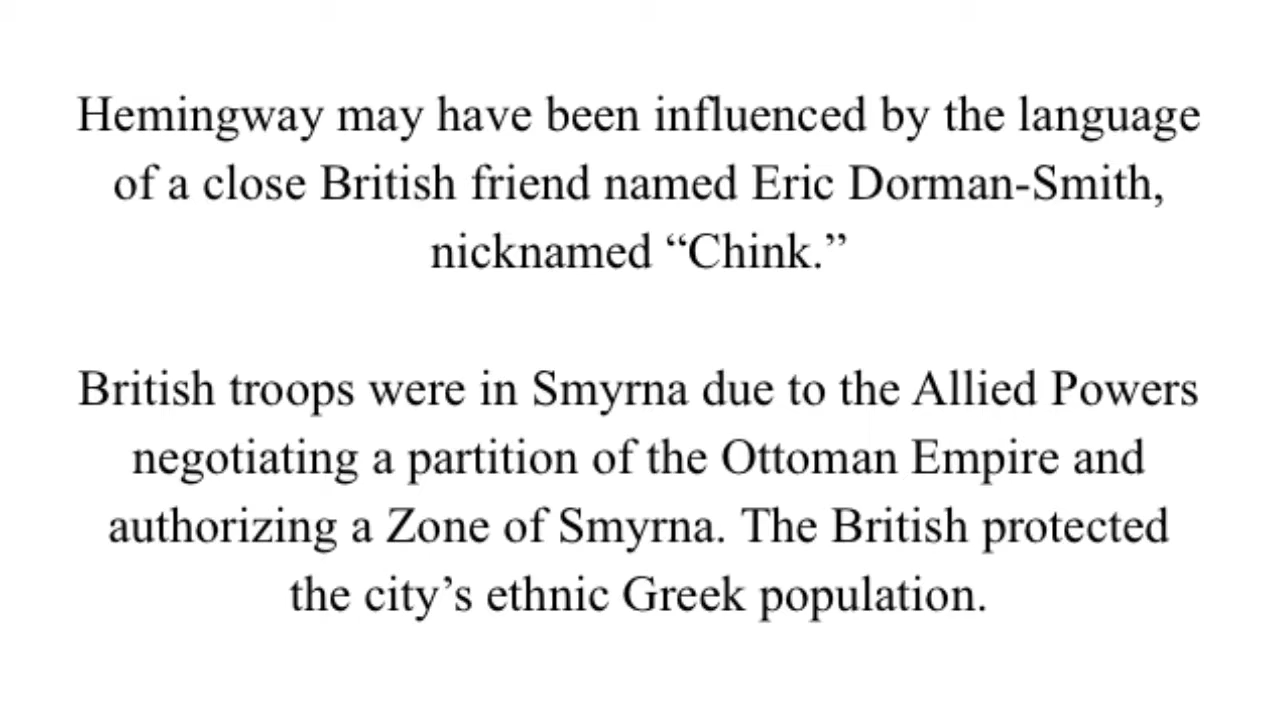 Hemingway may have been influenced by the language
of a close British friend named Eric Dorman-Smith,
nicknamed “Chink.”
British troops were in Smyrna due to the Allied Powers
negotiating a partition of the Ottoman Empire and
authorizing a Zone of Smyrna. The British protected
the city’s ethnic Greek population.